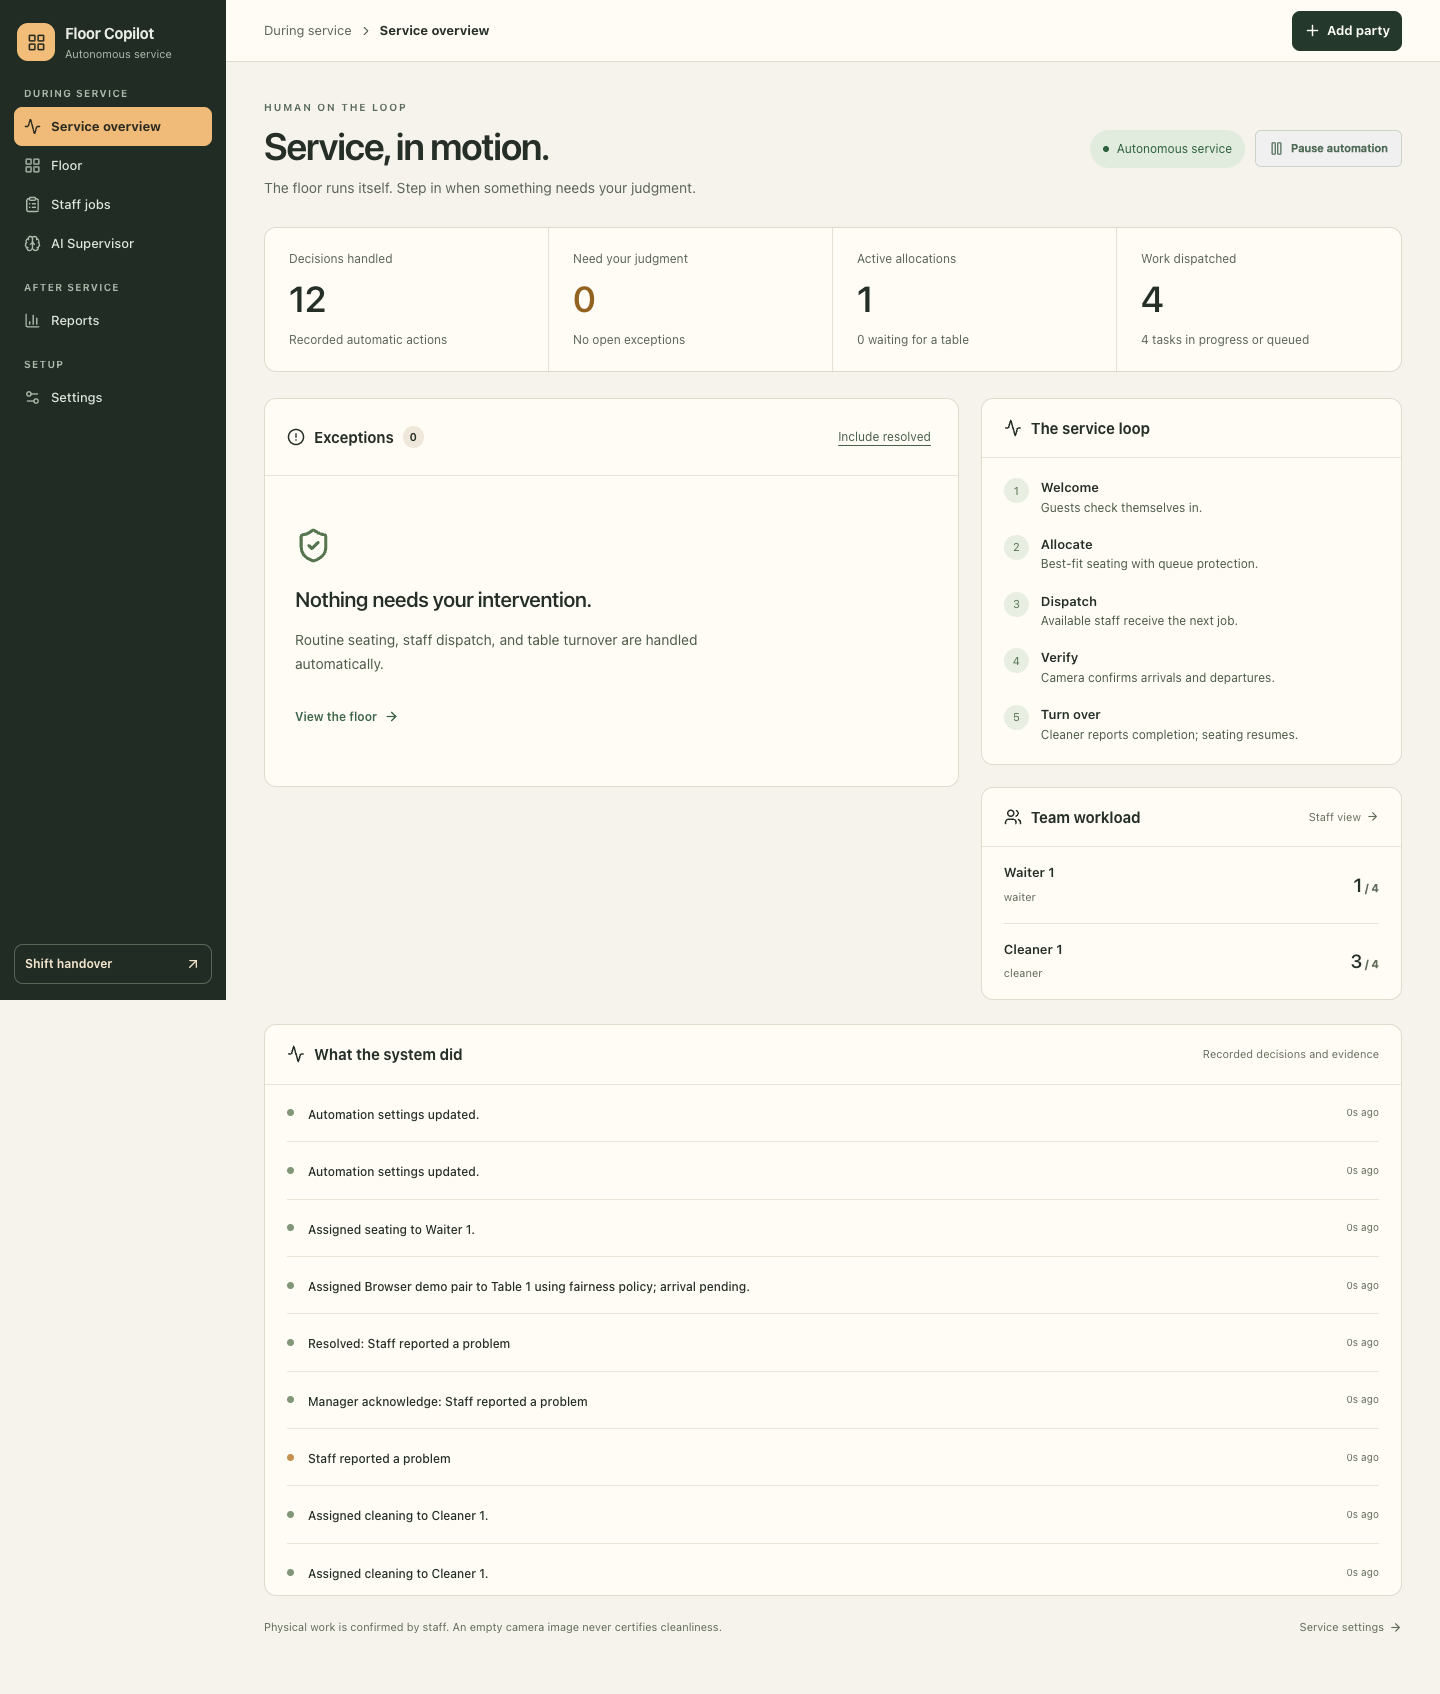 Floor Copilot
Autonomous service
DURING SERVICE
Service overview
Floor
Staff jobs
AI Supervisor
AFTER SERVICE
Reports
SETUP
Settings
Shift handover
During service > Service overview
Add party
HUMAN ON THE LOOP
Service, in motion.
The floor runs itself. Step in when something needs your judgment.
Autonomous service
Pause automation
Decisions handled
12
Recorded automatic actions
Need your judgment
0
No open exceptions
Active allocations
1
0 waiting for a table
Work dispatched
4
4 tasks in progress or queued
Exceptions 0
Include resolved
Nothing needs your intervention.
Routine seating, staff dispatch, and table turnover are handled
automatically.
View the floor →
The service loop
1 Welcome
Guests check themselves in.
2 Allocate
Best-fit seating with queue protection.
3 Dispatch
Available staff receive the next job.
4 Verify
Camera confirms arrivals and departures.
5 Turn over
Cleaner reports completion; seating resumes.
Team workload
Staff view →
Waiter 1
waiter
1 / 4
Cleaner 1
cleaner
3 / 4
What the system did
Recorded decisions and evidence
Automation settings updated. 0s ago
Automation settings updated. 0s ago
Assigned seating to Waiter 1. 0s ago
Assigned Browser demo pair to Table 1 using fairness policy; arrival pending. 0s ago
Resolved: Staff reported a problem 0s ago
Manager acknowledge: Staff reported a problem 0s ago
Staff reported a problem 0s ago
Assigned cleaning to Cleaner 1. 0s ago
Assigned cleaning to Cleaner 1. 0s ago
Physical work is confirmed by staff. An empty camera image never certifies cleanliness.
Service settings →